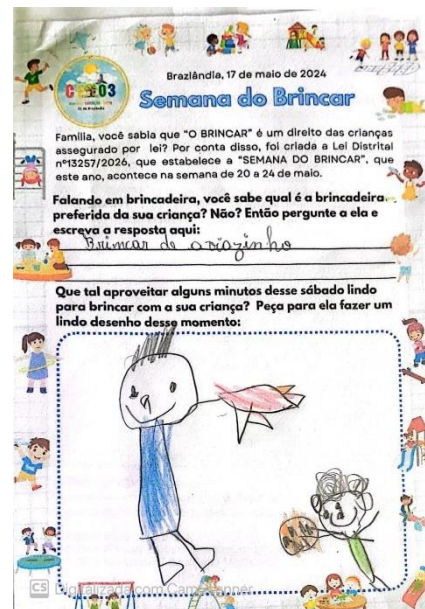 CEI 03
Brazlândia, 17 de maio de 2024
Semana do Brincar
Família, você sabia que "O BRINCAR" é um direito das crianças
assegurado por lei? Por conta disso, foi criada a Lei Distrital
nº13257/2026, que estabelece a "SEMANA DO BRINCAR", que
este ano, acontece na semana de 20 a 24 de maio.
Falando em brincadeira, você sabe qual é a brincadeira
preferida da sua criança? Não? Então pergunte a ela e
escreva a resposta aqui:
Brincar de aviozinho
Que tal aproveitar alguns minutos desse sábado lindo
para brincar com a sua criança? Peça para ela fazer um
lindo desenho desse momento:
CS Digitalizada com CamScanner